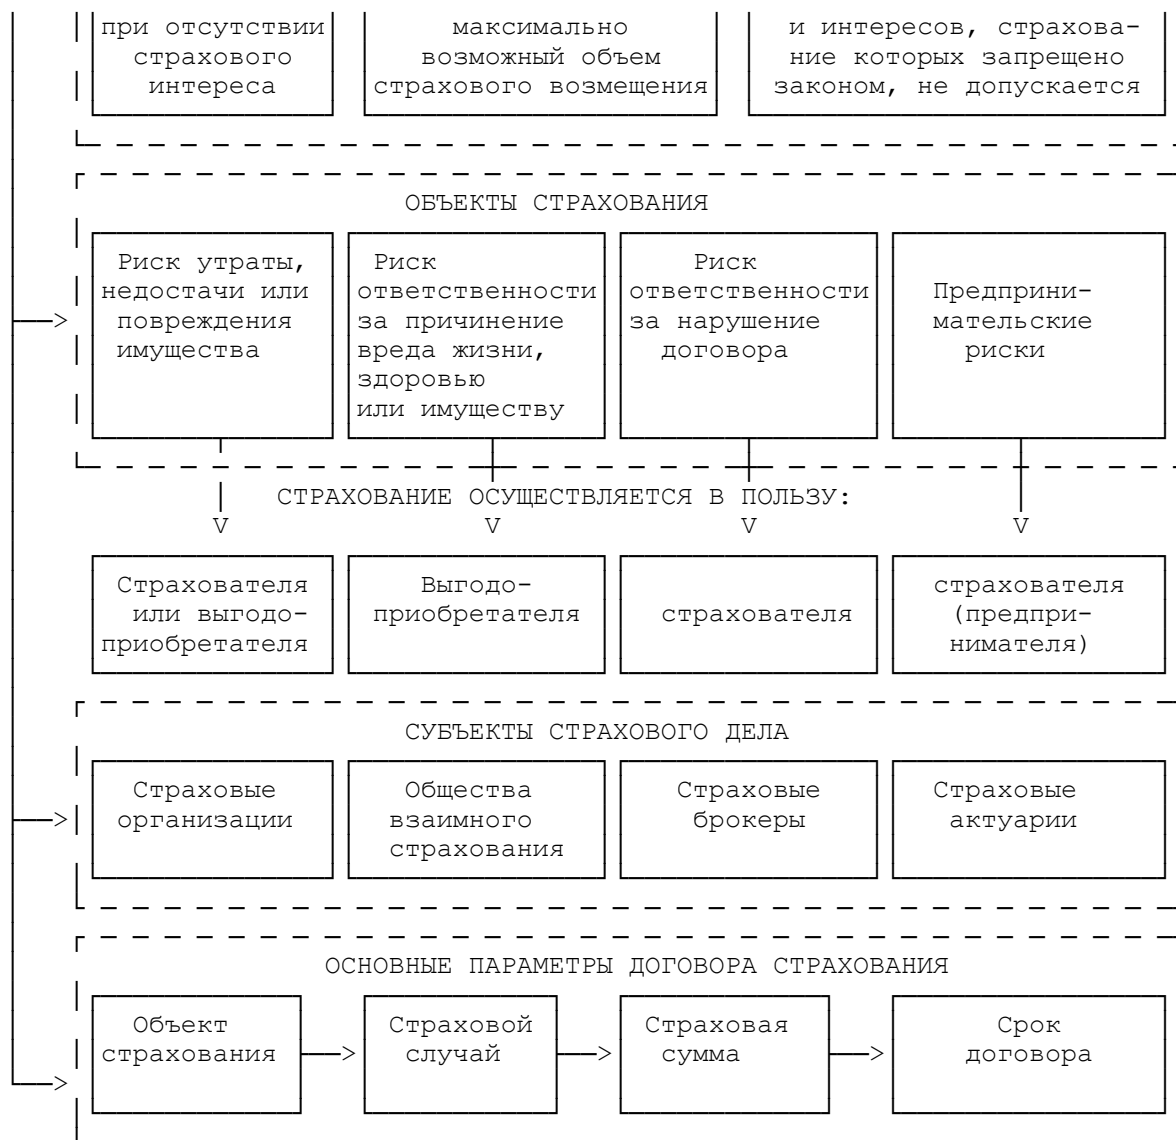 при отсутствии страхового интереса
максимально возможный объем страхового возмещения
и интересов, страхова-
ние которых запрещено
законом, не допускается
ОБЪЕКТЫ СТРАХОВАНИЯ
Риск утраты,
недостачи или
повреждения
имущества
Риск
ответственности
за причинение
вреда жизни,
здоровью
или имуществу
Риск
ответственности
за нарушение
договора
Предприни-
мательские
риски
СТРАХОВАНИЕ ОСУЩЕСТВЛЯЕТСЯ В ПОЛЬЗУ:
Страхователя
или выгодо-
приобретателя
Выгодо-
приобретателя
страхователя
страхователя
(предпри-
нимателя)
СУБЪЕКТЫ СТРАХОВОГО ДЕЛА
Страховые
организации
Общества
взаимного
страхования
Страховые
брокеры
Страховые
актуарии
ОСНОВНЫЕ ПАРАМЕТРЫ ДОГОВОРА СТРАХОВАНИЯ
Объект
страхования
Страховой
случай
Страховая
сумма
Срок
договора